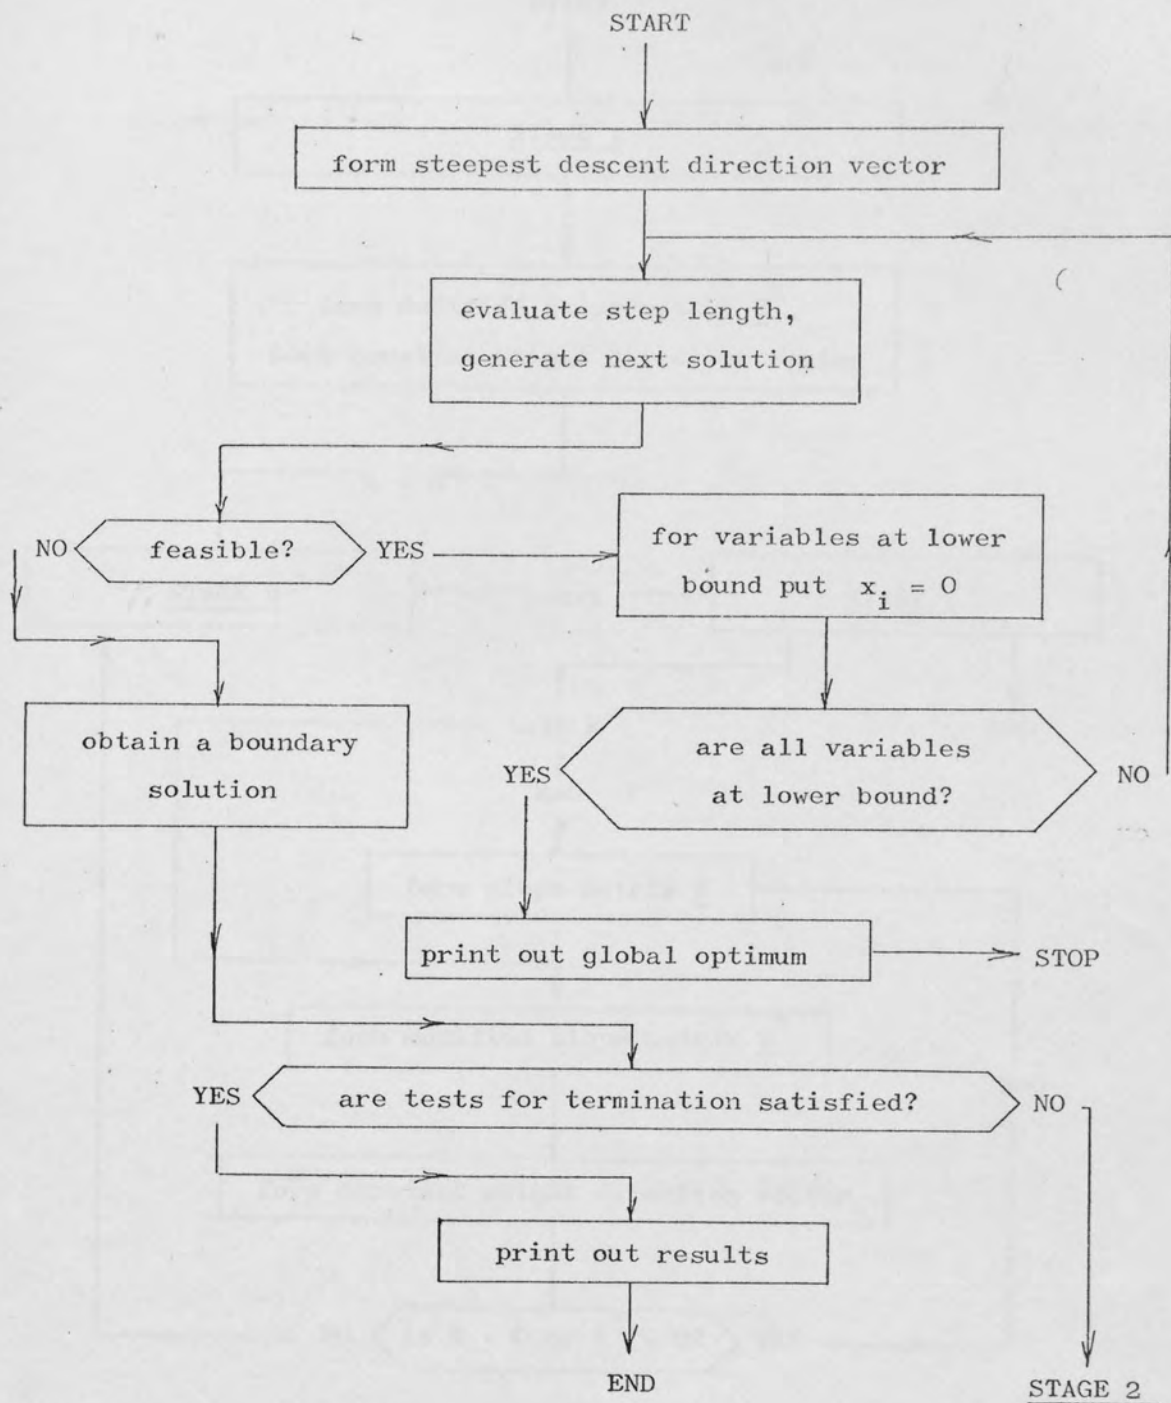 START
form steepest descent direction vector
evaluate step length,
generate next solution
NO
feasible?
YES
for variables at lower
bound put x_i = 0
obtain a boundary
solution
YES
are all variables
at lower bound?
NO
print out global optimum
STOP
YES
are tests for termination satisfied?
NO
print out results
END
STAGE 2